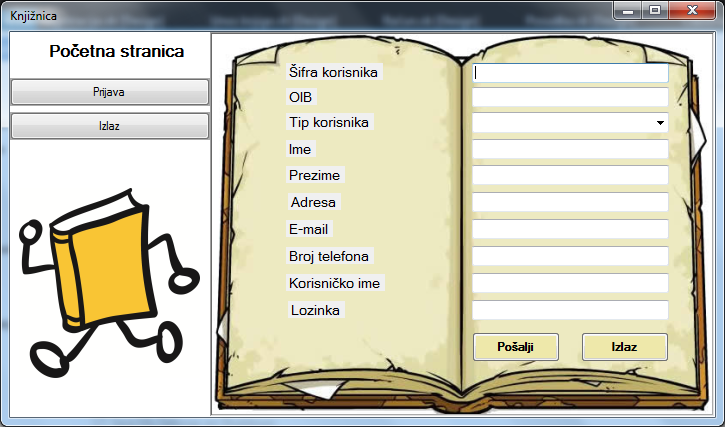 Knjižnica
Početna stranica
Prijava
Izlaz
Šifra korisnika
OIB
Tip korisnika
Ime
Prezime
Adresa
E-mail
Broj telefona
Korisničko ime
Lozinka
Pošalji
Izlaz